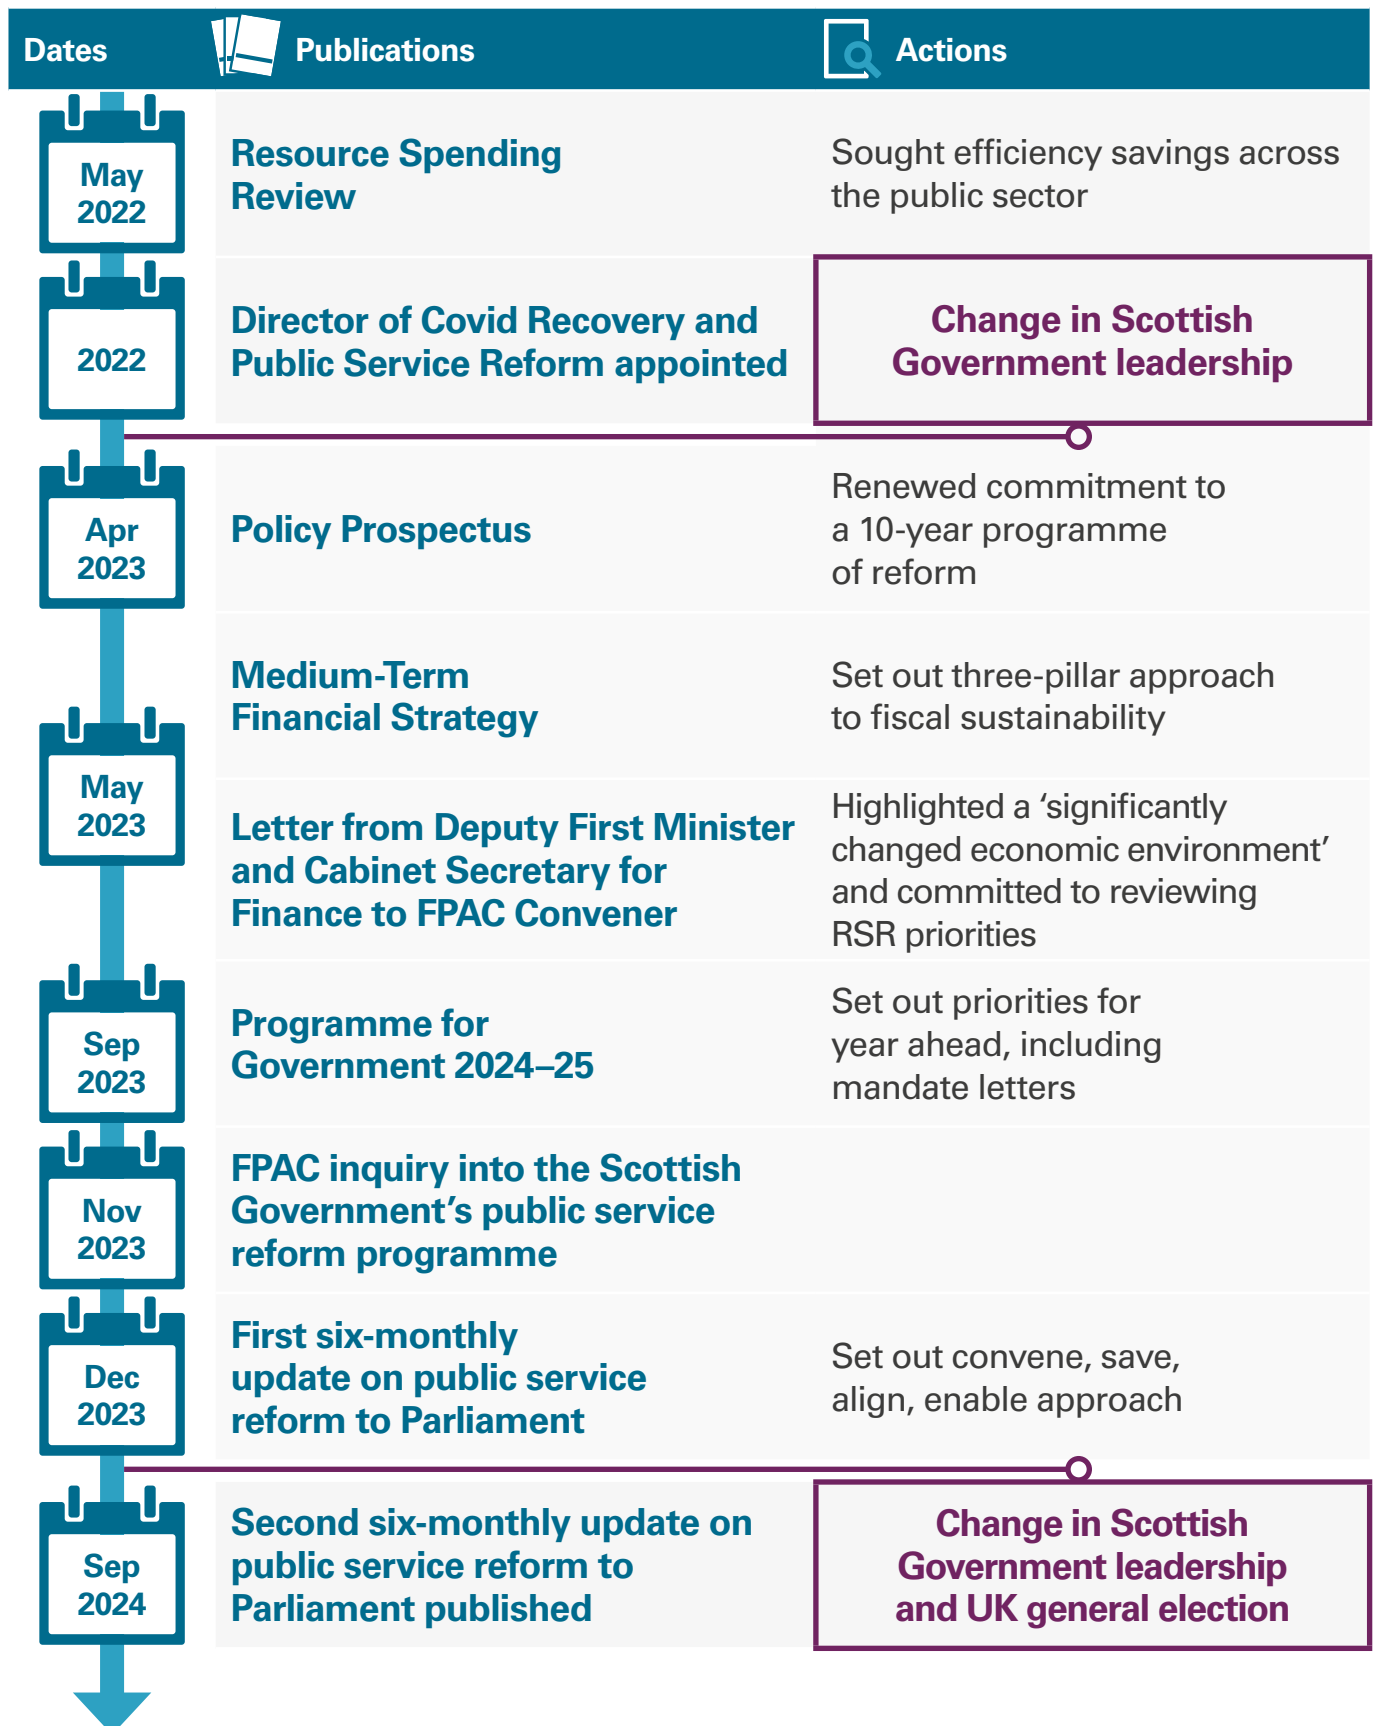 Dates
Publications
Actions
May
2022
Resource Spending
Review
Sought efficiency savings across
the public sector
2022
Director of Covid Recovery and
Public Service Reform appointed
Change in Scottish
Government leadership
Apr
2023
Policy Prospectus
Renewed commitment to
a 10-year programme
of reform
May
2023
Medium-Term
Financial Strategy
Set out three-pillar approach
to fiscal sustainability
Letter from Deputy First Minister
and Cabinet Secretary for
Finance to FPAC Convener
Highlighted a ‘significantly
changed economic environment’
and committed to reviewing
RSR priorities
Sep
2023
Programme for
Government 2024–25
Set out priorities for
year ahead, including
mandate letters
Nov
2023
FPAC inquiry into the Scottish
Government’s public service
reform programme
Dec
2023
First six-monthly
update on public service
reform to Parliament
Set out convene, save,
align, enable approach
Sep
2024
Second six-monthly update on
public service reform to
Parliament published
Change in Scottish
Government leadership
and UK general election